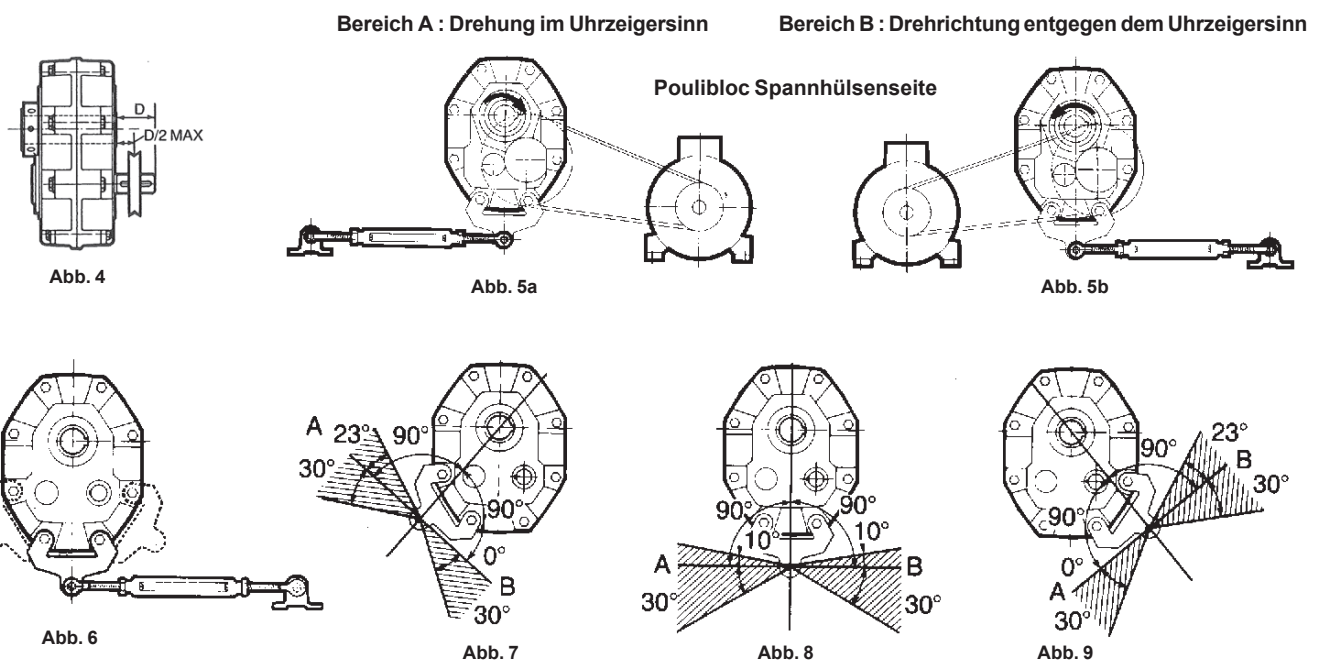 Bereich A : Drehung im Uhrzeigersinn
Bereich B : Drehrichtung entgegen dem Uhrzeigersinn
Poulibloc Spannhülsenseite
D
D/2 MAX
Abb. 4
Abb. 5a
Abb. 5b
Abb. 6
A
23°
90°
30°
90°
0°
B
30°
Abb. 7
90°
90°
10°
10°
A
B
30°
30°
Abb. 8
90°
23°
B
30°
90°
0°
A
30°
Abb. 9